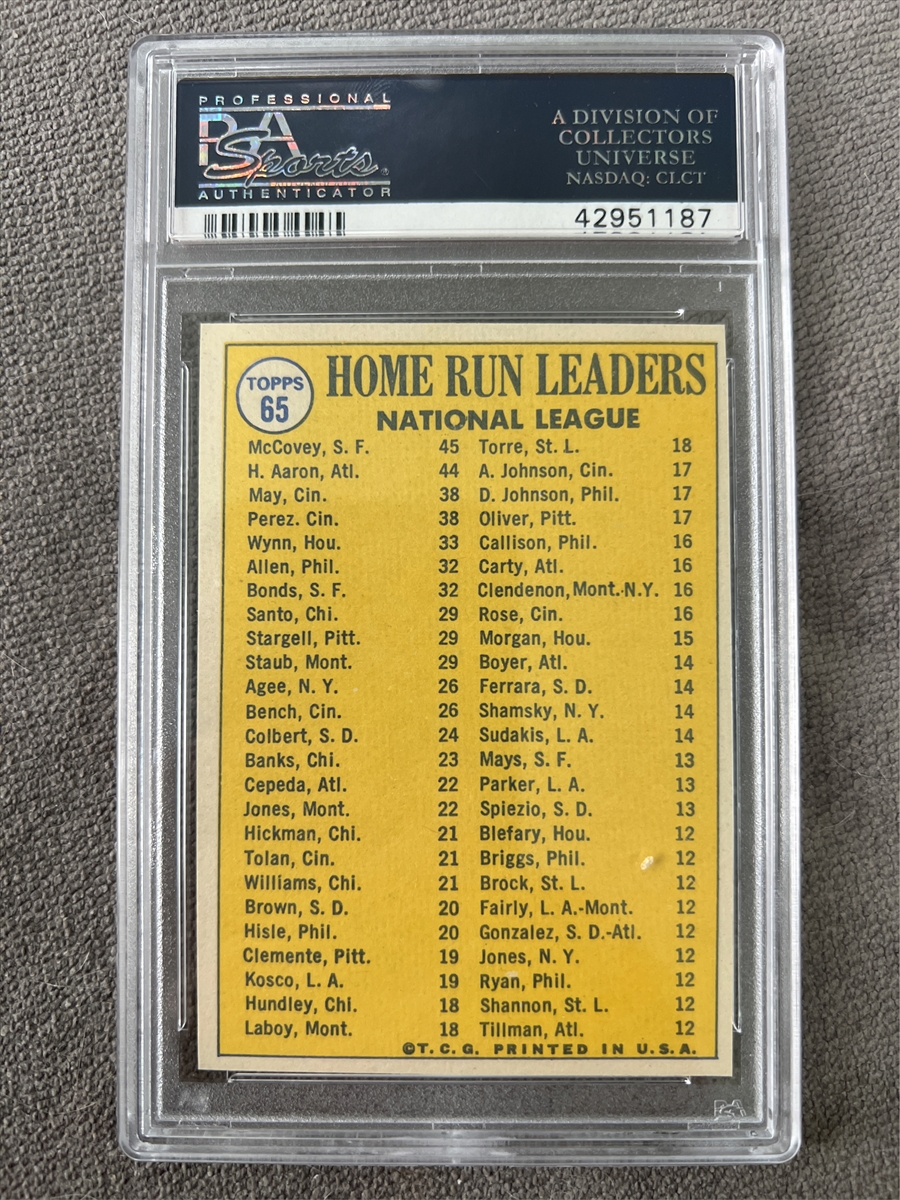 PROFESSIONAL
PSA
Sports®
AUTHENTICATOR
A DIVISION OF
COLLECTORS
UNIVERSE
NASDAQ: CLCT
42951187
TOPPS
65
HOME RUN LEADERS
NATIONAL LEAGUE
McCovey, S. F. 45
H. Aaron, Atl. 44
May, Cin. 38
Perez. Cin. 38
Wynn, Hou. 33
Allen, Phil. 32
Bonds, S. F. 32
Santo, Chi. 29
Stargell, Pitt. 29
Staub, Mont. 29
Agee, N. Y. 26
Bench, Cin. 26
Colbert, S. D. 24
Banks, Chi. 23
Cepeda, Atl. 22
Jones, Mont. 22
Hickman, Chi. 21
Tolan, Cin. 21
Williams, Chi. 21
Brown, S. D. 20
Hisle, Phil. 20
Clemente, Pitt. 19
Kosco, L. A. 19
Hundley, Chi. 18
Laboy, Mont. 18
Torre, St. L. 18
A. Johnson, Cin. 17
D. Johnson, Phil. 17
Oliver, Pitt. 17
Callison, Phil. 16
Carty, Atl. 16
Clendenon, Mont.-N.Y. 16
Rose, Cin. 16
Morgan, Hou. 15
Boyer, Atl. 14
Ferrara, S. D. 14
Shamsky, N. Y. 14
Sudakis, L. A. 14
Mays, S. F. 13
Parker, L. A. 13
Spiezio, S. D. 13
Blefary, Hou. 12
Briggs, Phil. 12
Brock, St. L. 12
Fairly, L. A.-Mont. 12
Gonzalez, S. D.-Atl. 12
Jones, N. Y. 12
Ryan, Phil. 12
Shannon, St. L. 12
Tillman, Atl. 12
©T. C. G. PRINTED IN U.S.A.
PSA